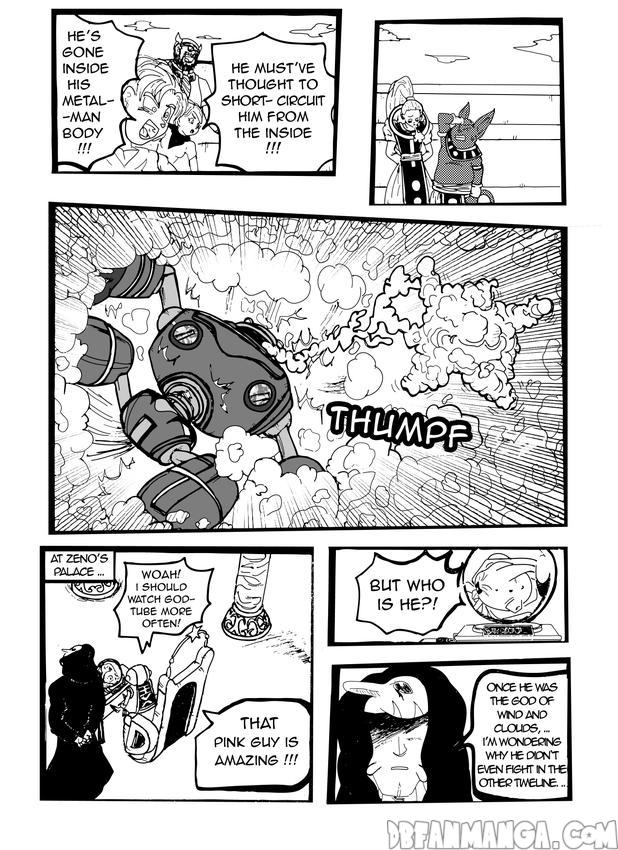 HE'S
GONE
INSIDE
HIS
METAL-
-MAN
BODY
!!!
HE MUST'VE
THOUGHT TO
SHORT- CIRCUIT
HIM FROM
THE INSIDE
!!!
THUMPF
AT ZENO'S
PALACE ...
WOAH!
I SHOULD
WATCH GOD-
TUBE MORE
OFTEN!
THAT
PINK GUY IS
AMAZING !!!
BUT WHO
IS HE?!
ONCE HE WAS
THE GOD OF
WIND AND
CLOUDS, ...
I'M WONDERING
WHY HE DIDN'T
EVEN FIGHT IN THE
OTHER TWELINE. ..
DBFANMANGA.COM